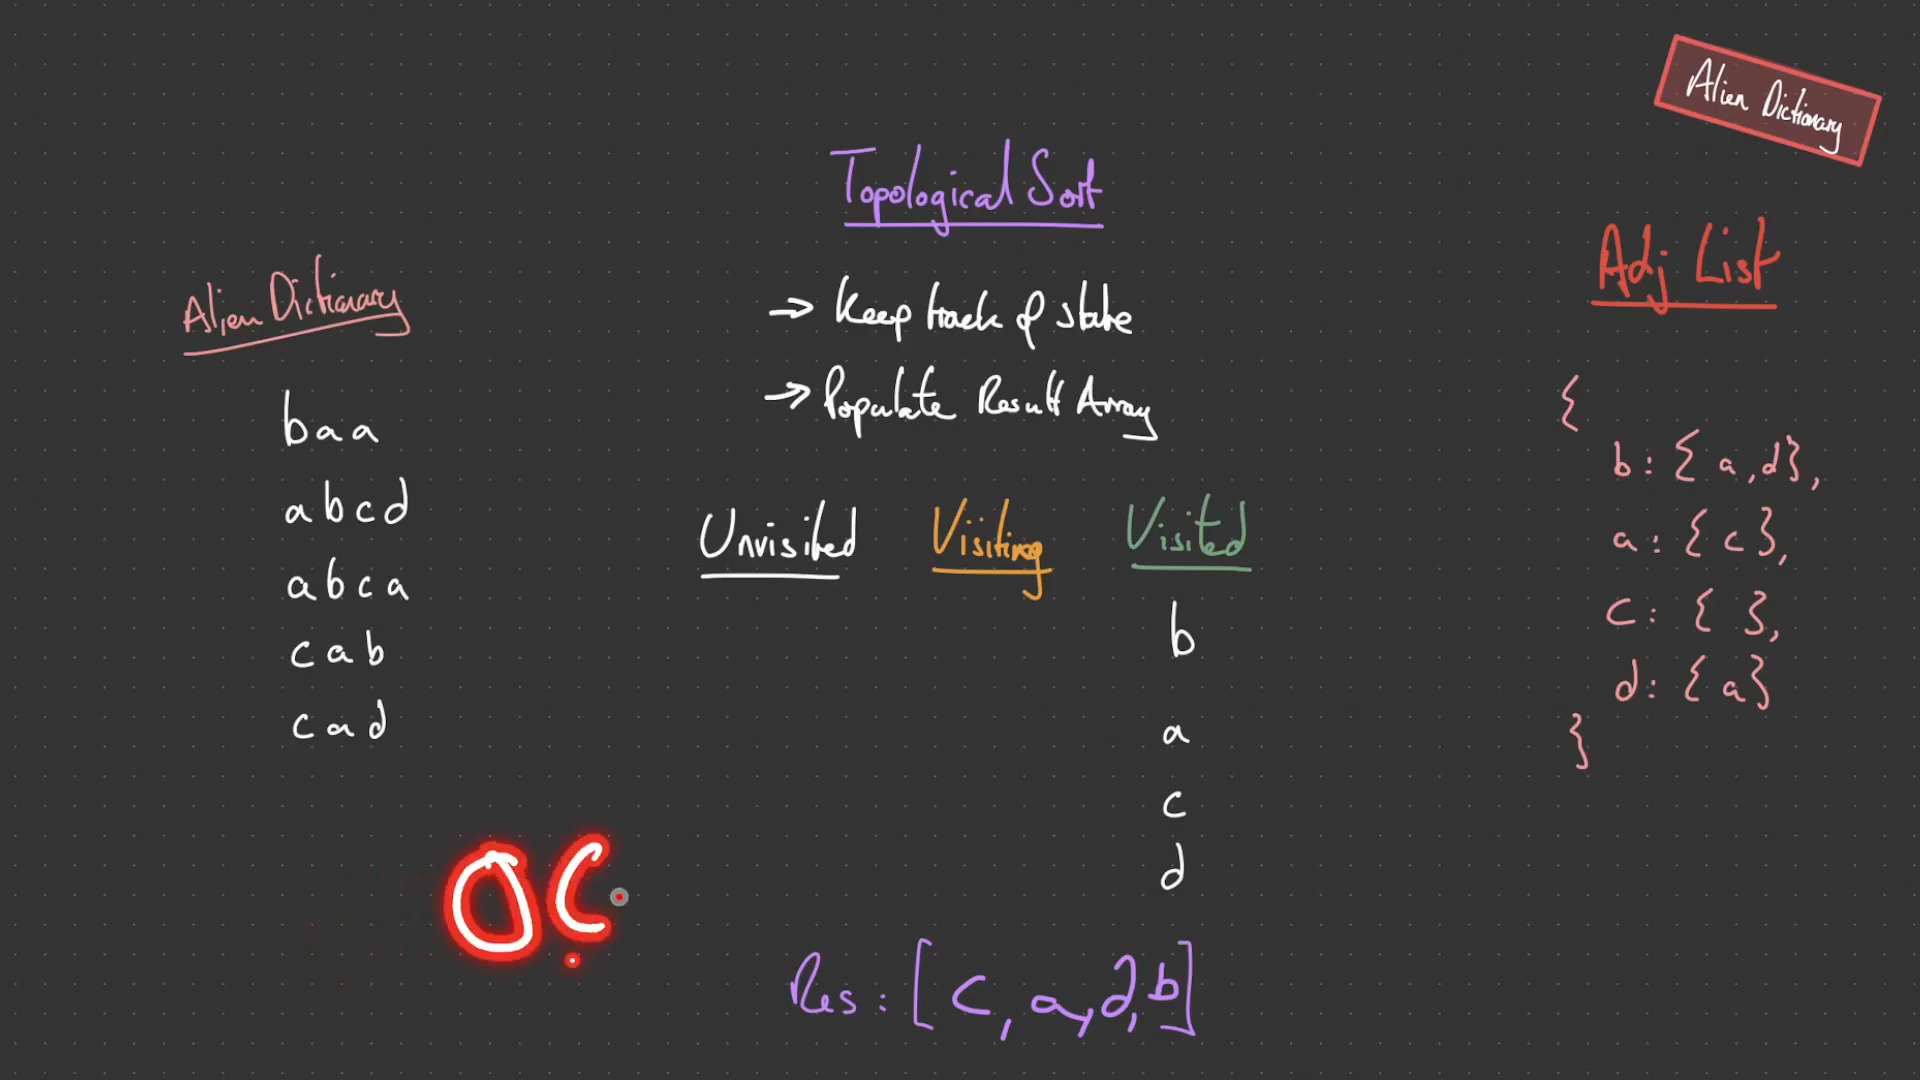 Alien Dictionary
Topological Sort
→ Keep track of state
→ Populate Result Array
Alien Dictionary
baa
abcd
abca
cab
cad
Unvisited Visiting Visited
b
a
c
d
Adj List
{
b: { a, d},
a: { c },
c: { },
d: { a}
}
OC
Res: [ c, a, d, b]